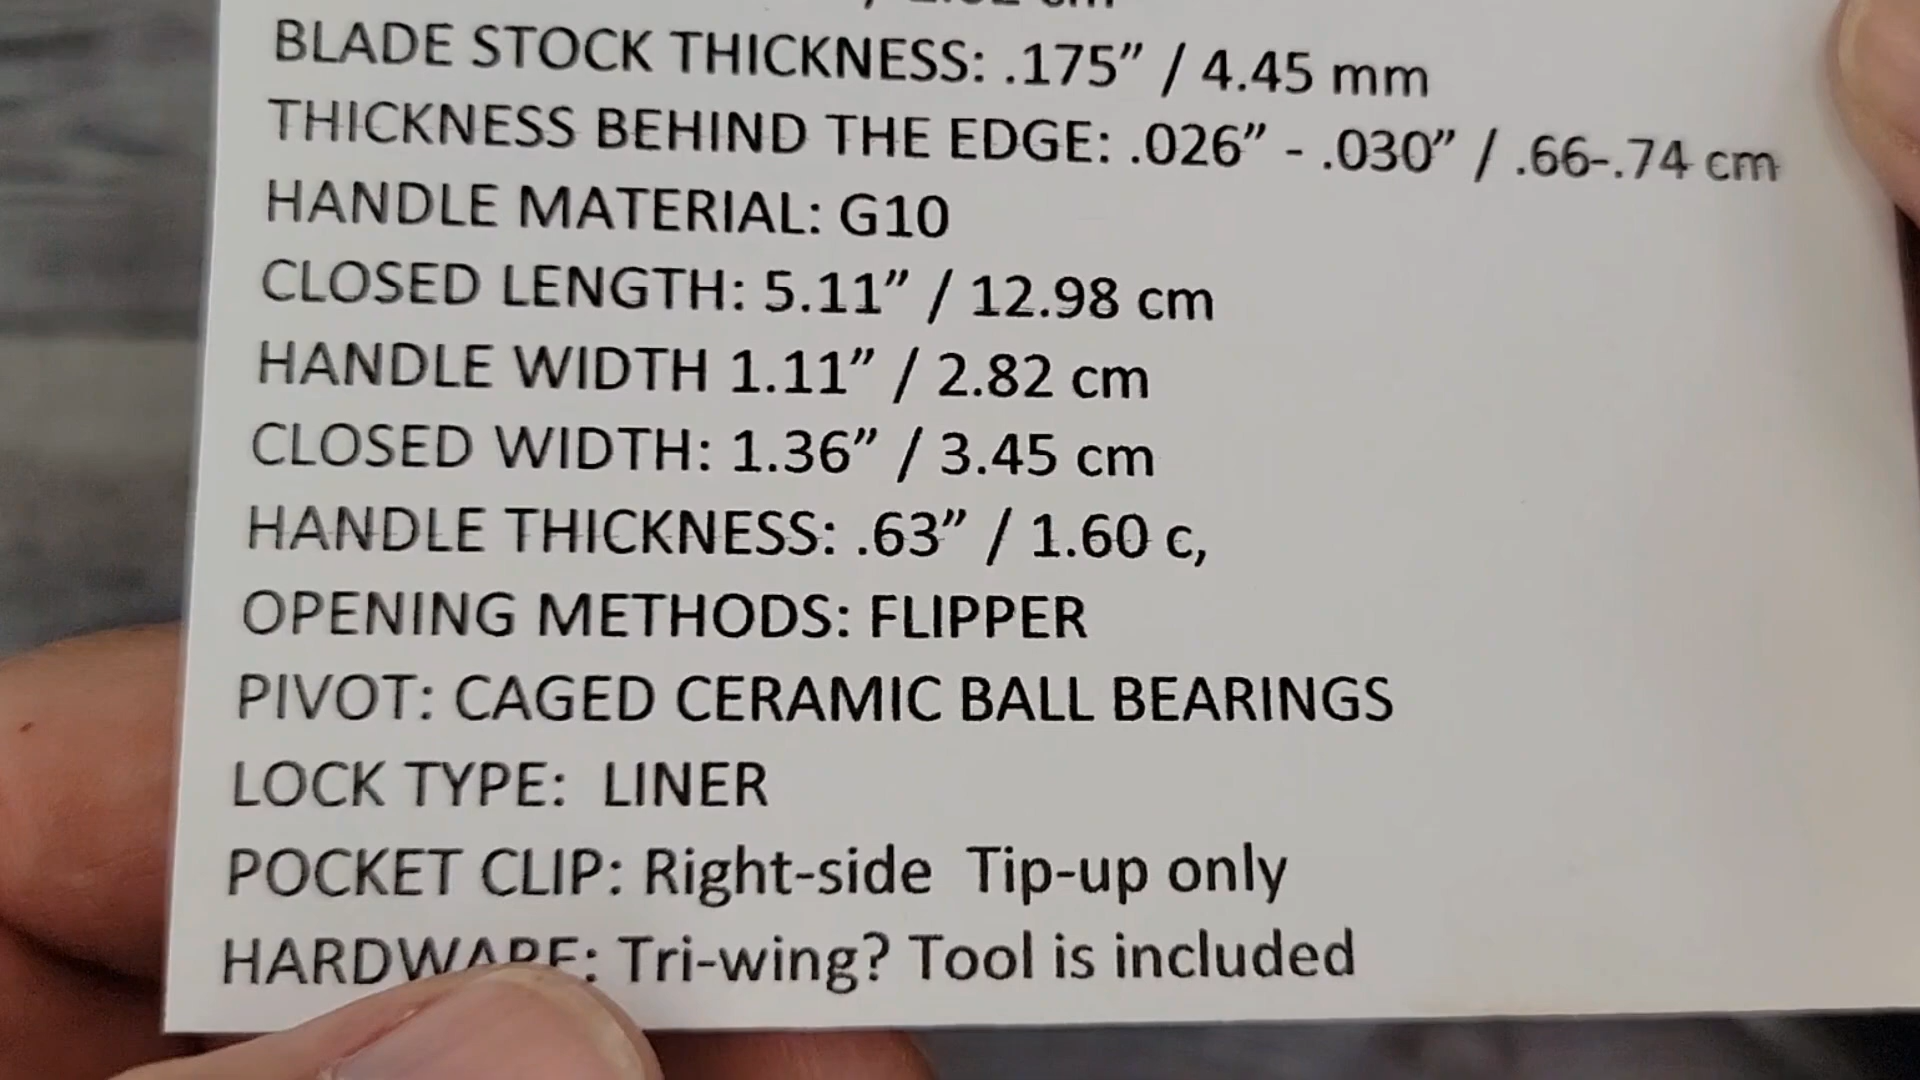 BLADE STOCK THICKNESS: .175” / 4.45 mm
THICKNESS BEHIND THE EDGE: .026” - .030” / .66-.74 cm
HANDLE MATERIAL: G10
CLOSED LENGTH: 5.11” / 12.98 cm
HANDLE WIDTH 1.11” / 2.82 cm
CLOSED WIDTH: 1.36” / 3.45 cm
HANDLE THICKNESS: .63” / 1.60 c,
OPENING METHODS: FLIPPER
PIVOT: CAGED CERAMIC BALL BEARINGS
LOCK TYPE: LINER
POCKET CLIP: Right-side Tip-up only
HARDWARE: Tri-wing? Tool is included